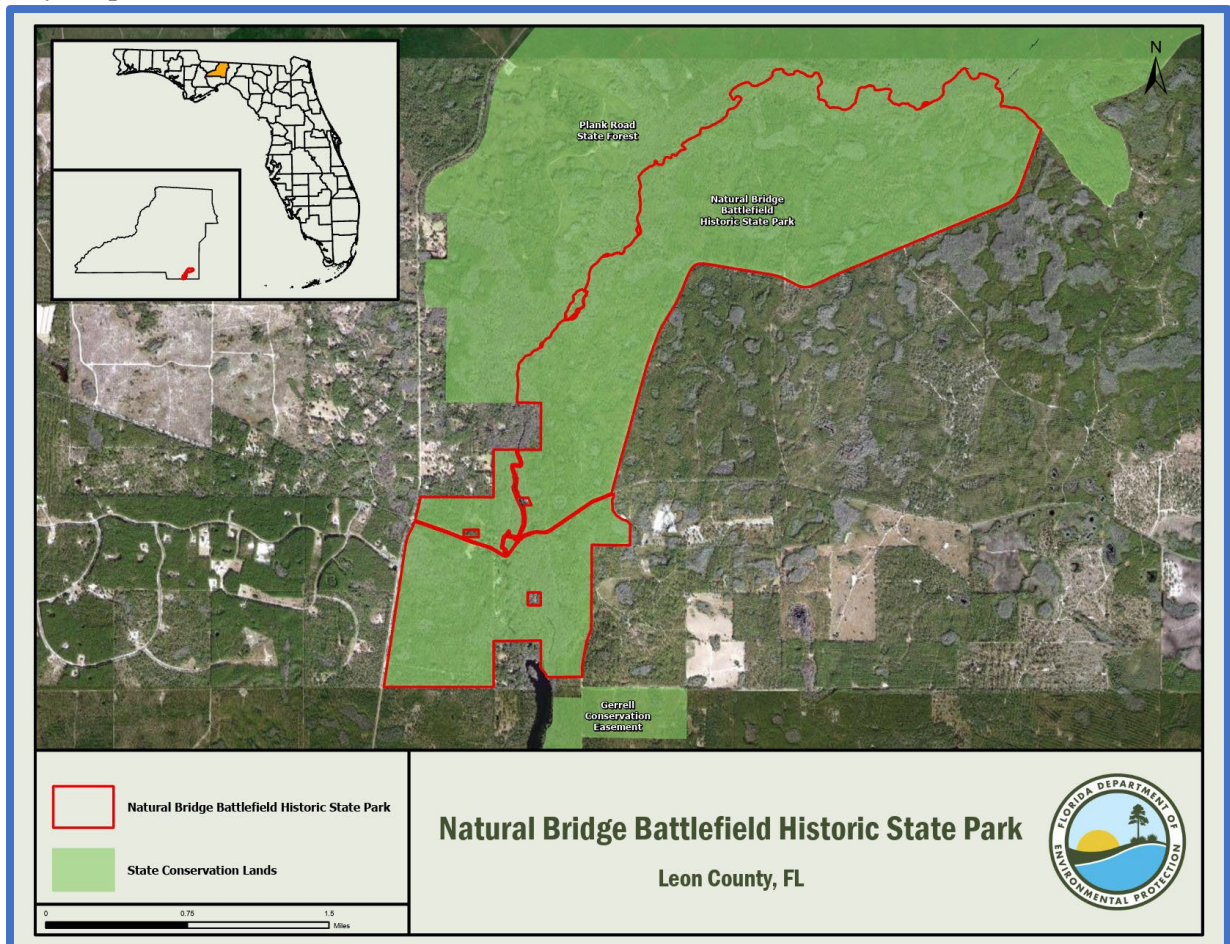 N
Plank Road
State Forest
Natural Bridge
Battlefield
Historic State Park
Gerrell
Conservation
Easement
Natural Bridge Battlefield Historic State Park
State Conservation Lands
0 0.75 1.5
Miles
Natural Bridge Battlefield Historic State Park
Leon County, FL
FLORIDA DEPARTMENT OF
ENVIRONMENTAL PROTECTION